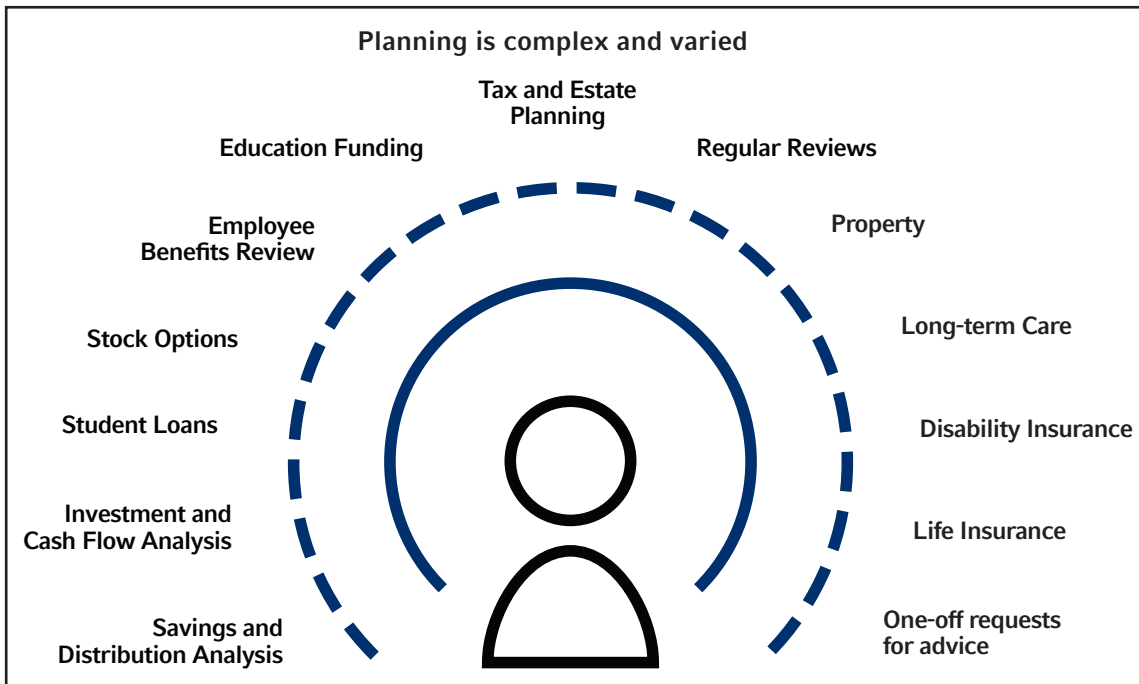 Planning is complex and varied
Tax and Estate
Planning
Education Funding
Regular Reviews
Employee
Benefits Review
Property
Stock Options
Long-term Care
Student Loans
Disability Insurance
Investment and
Cash Flow Analysis
Life Insurance
Savings and
Distribution Analysis
One-off requests
for advice